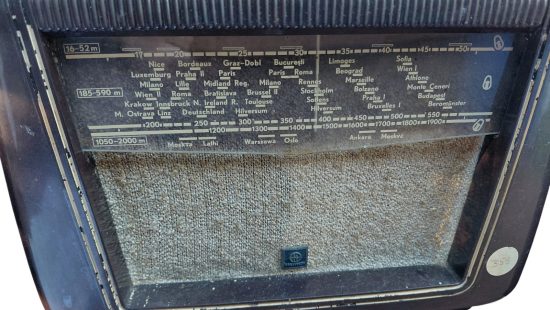 16-52 m 17 20 25 30 35 40 45 50
Nice Bordeaux Graz-Dobl București Limoges Sofia
Luxemburg Praha II Paris Paris Roma Beograd Wien I
Milano Lille Midland Reg. Milano Rennes Marseille Athlone
185-590 m Wien II Roma Bratislava Brussel II Stockholm Bolzano Monte Ceneri
Krakow Innsbruck N. Ireland R. Toulouse Sottens Praha I Budapest
M. Ostrava Linz Deutschland Hilversum Hilversum Bruxelles I Beromünster
200 250 300 350 400 450 500 550
1200 1300 1400 1500 1600 1700 1800 1900
1050-2000 m Moskva Lathi Warszawa Oslo Ankara Moskva